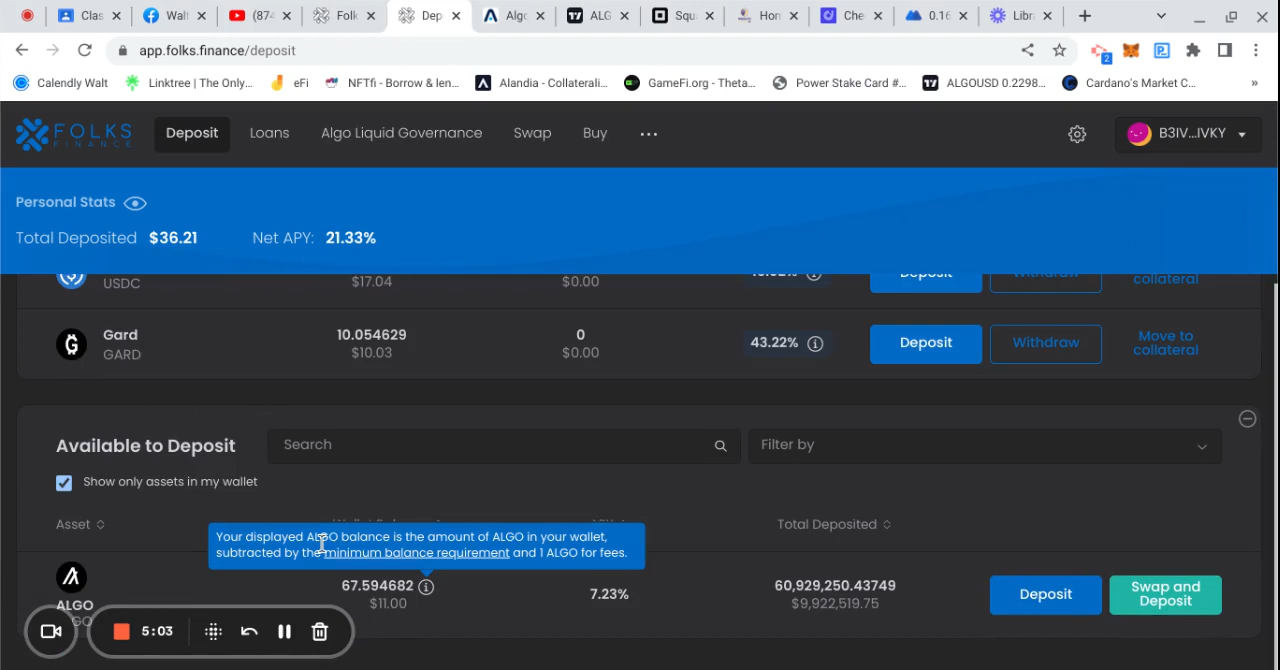 Clas
Walt
(874
Folk
Dep
Algo
ALG
Squ
Hon
Che
0.16
Libr
app.folks.finance/deposit
2
Calendly Walt
Linktree | The Only...
eFi
NFTfi - Borrow & len...
Alandia - Collaterali...
GameFi.org - Theta...
Power Stake Card #...
ALGOUSD 0.2298...
Cardano's Market C...
»
FOLKS
FINANCE
Deposit
Loans
Algo Liquid Governance
Swap
Buy
B3IV...IVKY
Personal Stats
Total Deposited $36.21
Net APY: 21.33%
USDC
$17.04
$0.00
Deposit
Withdraw
collateral
Gard
GARD
10.054629
$10.03
0
$0.00
43.22%
Deposit
Withdraw
Move to
collateral
Available to Deposit
Search
Filter by
Show only assets in my wallet
Asset
Total Deposited
Your displayed ALGO balance is the amount of ALGO in your wallet,
subtracted by the minimum balance requirement and 1 ALGO for fees.
ALGO
67.594682
$11.00
7.23%
60,929,250.43749
$9,922,519.75
Deposit
Swap and
Deposit
5:03